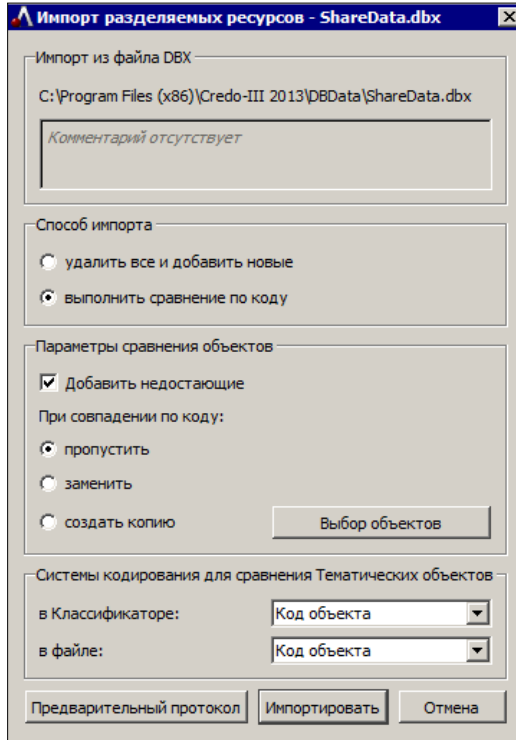 Импорт разделяемых ресурсов - ShareData.dbx
Импорт из файла DBX
C:\Program Files (x86)\Credo-III 2013\DBData\ShareData.dbx
Комментарий отсутствует
Способ импорта
удалить все и добавить новые
выполнить сравнение по коду
Параметры сравнения объектов
Добавить недостающие
При совпадении по коду:
пропустить
заменить
создать копию
Выбор объектов
Системы кодирования для сравнения Тематических объектов
в Классификаторе:
Код объекта
в файле:
Код объекта
Предварительный протокол
Импортировать
Отмена